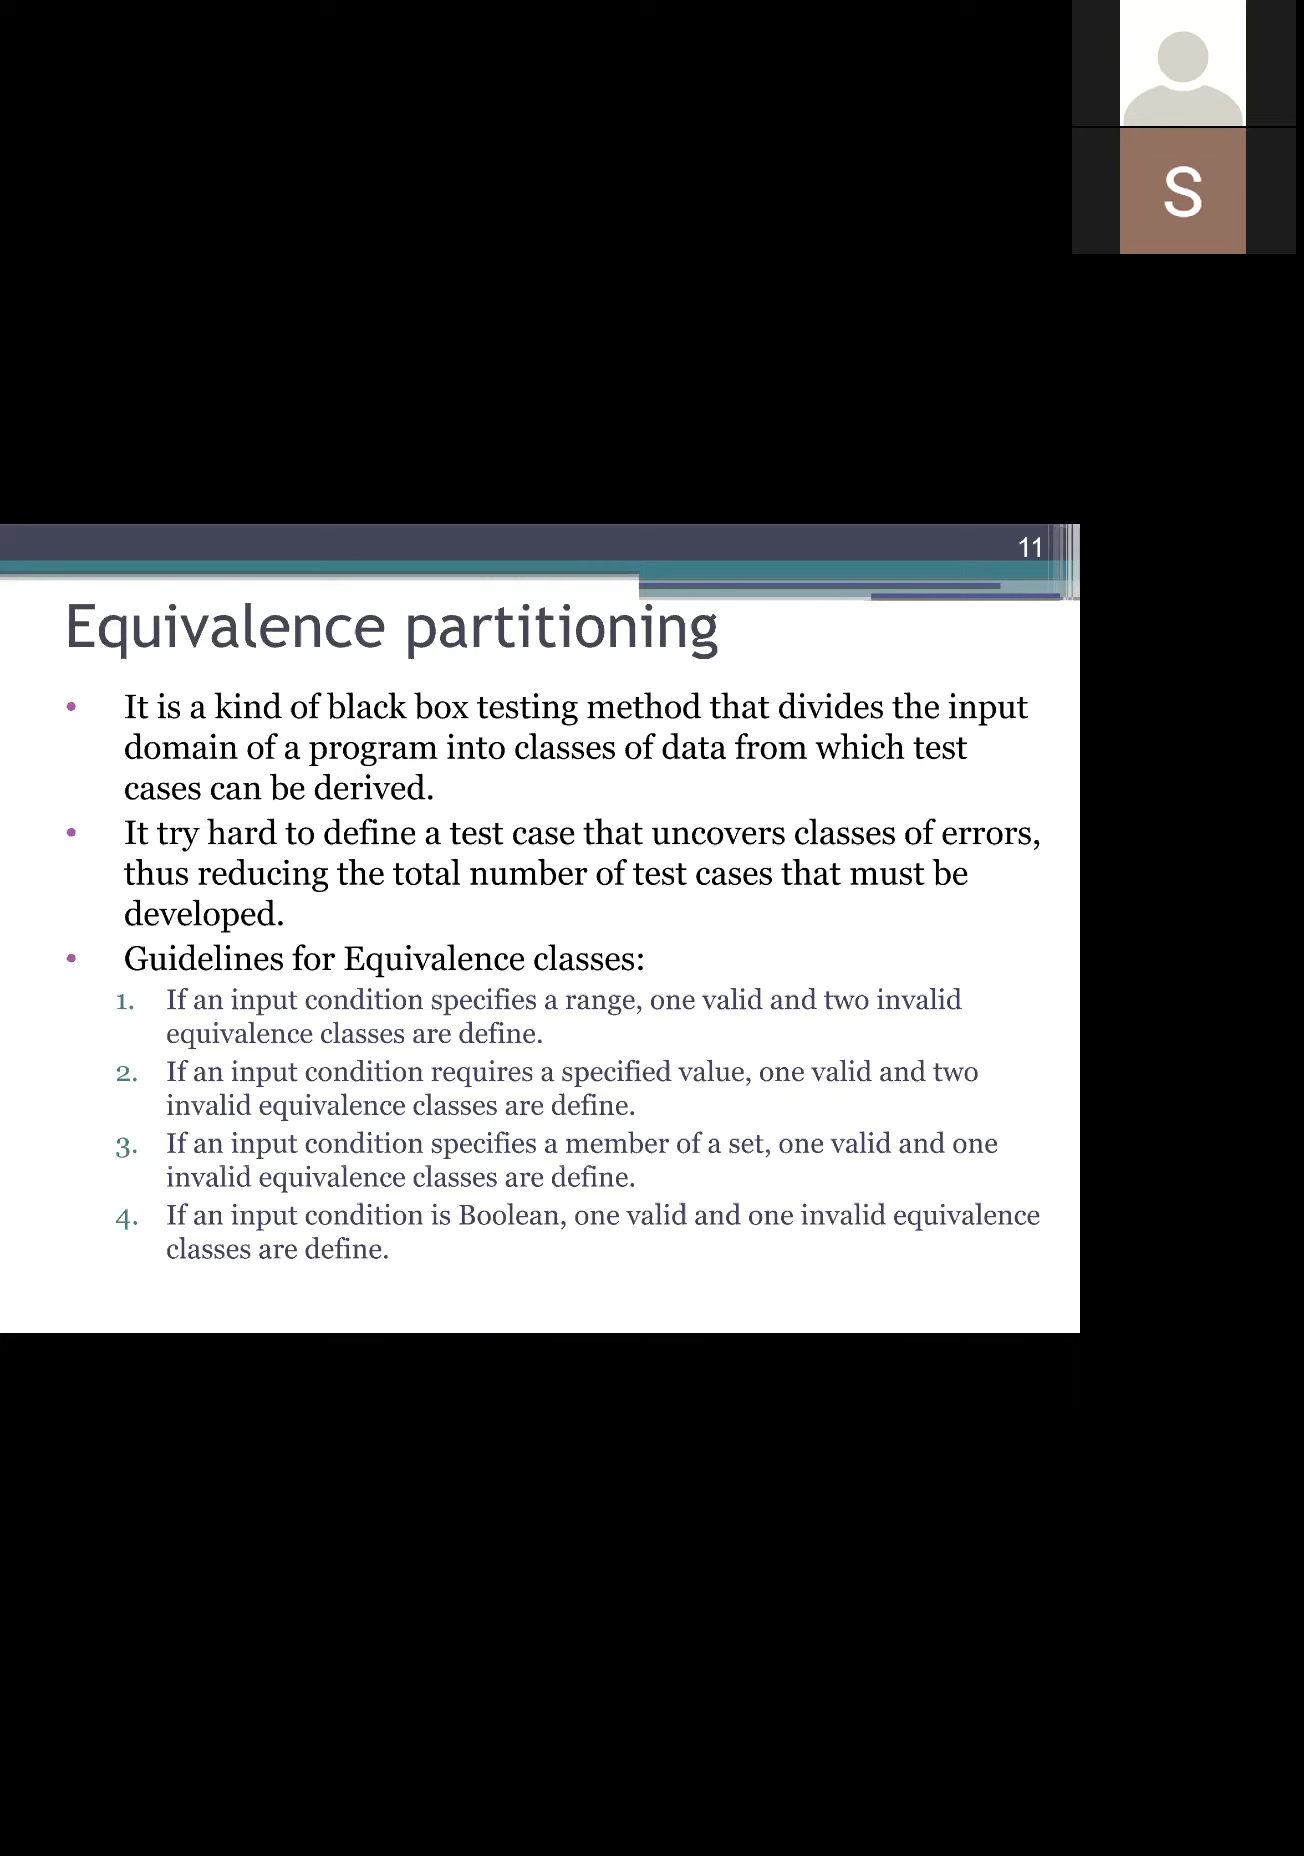 S
11
Equivalence partitioning
• It is a kind of black box testing method that divides the input
domain of a program into classes of data from which test
cases can be derived.
• It try hard to define a test case that uncovers classes of errors,
thus reducing the total number of test cases that must be
developed.
• Guidelines for Equivalence classes:
1. If an input condition specifies a range, one valid and two invalid
equivalence classes are define.
2. If an input condition requires a specified value, one valid and two
invalid equivalence classes are define.
3. If an input condition specifies a member of a set, one valid and one
invalid equivalence classes are define.
4. If an input condition is Boolean, one valid and one invalid equivalence
classes are define.